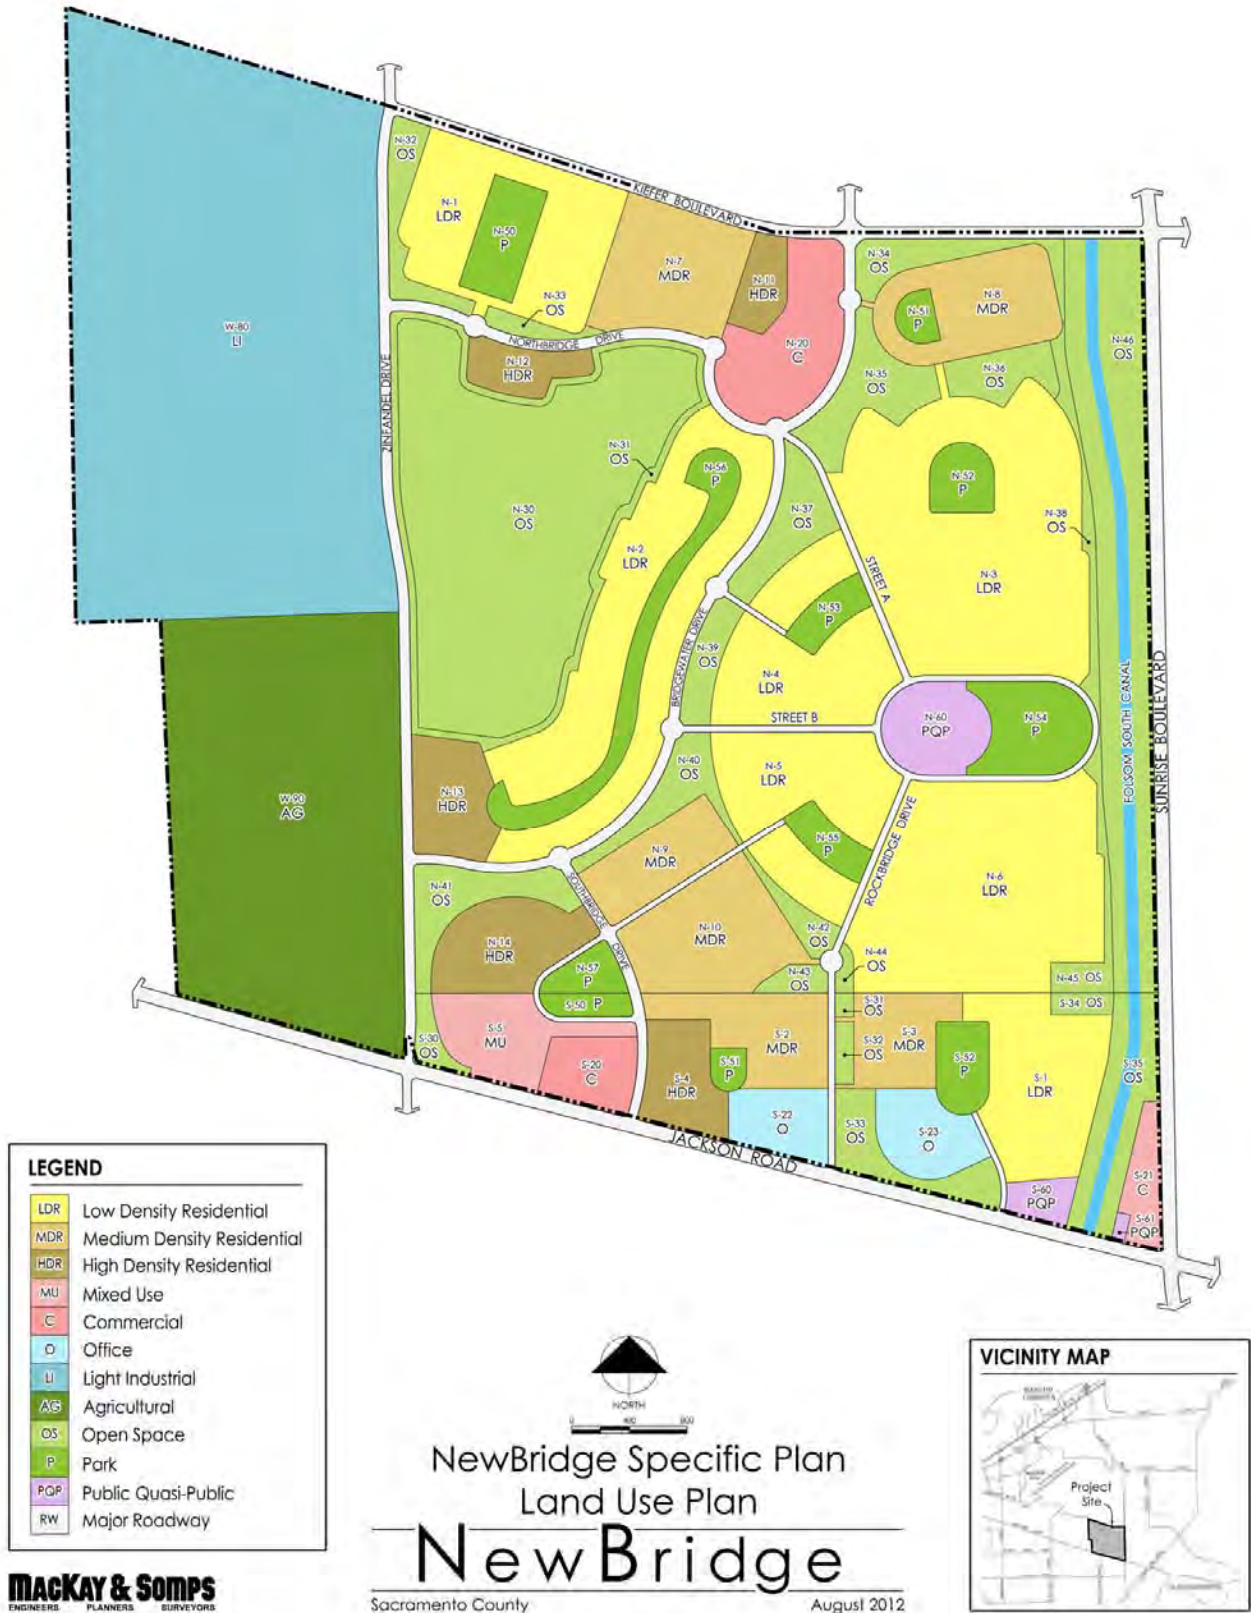 KIEFER BOULEVARD
N-32
OS
N-1
LDR
N-50
P
N-33
OS
N-7
MDR
N-11
HDR
N-34
OS
N-8
MDR
N-51
P
N-46
OS
W-80
LI
NORTHBRIDGE DRIVE
N-12
HDR
N-20
C
N-35
OS
N-36
OS
ZINFANDEL DRIVE
N-31
OS
N-56
P
N-52
P
N-30
OS
N-37
OS
N-38
OS
N-2
LDR
STREET A
N-3
LDR
N-53
P
BRIDGEWATER DRIVE
N-39
OS
N-4
LDR
STREET B
N-60
PQP
N-54
P
FOLSOM SOUTH CANAL
SUNRISE BOULEVARD
N-40
OS
N-5
LDR
W-90
AG
N-13
HDR
N-9
MDR
N-55
P
ROCKBRIDGE DRIVE
N-6
LDR
N-41
OS
SOUTHBRIDGE DRIVE
N-14
HDR
N-10
MDR
N-42
OS
N-44
OS
N-57
P
N-43
OS
N-45 OS
S-50 P
S-31
OS
S-34 OS
S-30
OS
S-5
MU
S-2
MDR
S-32
OS
S-3
MDR
S-20
C
S-4
HDR
S-51
P
S-52
P
S-1
LDR
S-35
OS
S-22
O
S-33
OS
S-23
O
JACKSON ROAD
S-60
PQP
S-21
C
S-61
PQP
LEGEND
LDR Low Density Residential
MDR Medium Density Residential
HDR High Density Residential
MU Mixed Use
C Commercial
O Office
LI Light Industrial
AG Agricultural
OS Open Space
P Park
PQP Public Quasi-Public
RW Major Roadway
NORTH
0 400 800
NewBridge Specific Plan
Land Use Plan
NewBridge
Sacramento County August 2012
MACKAY & SOMPS
ENGINEERS PLANNERS SURVEYORS
VICINITY MAP
Project
Site